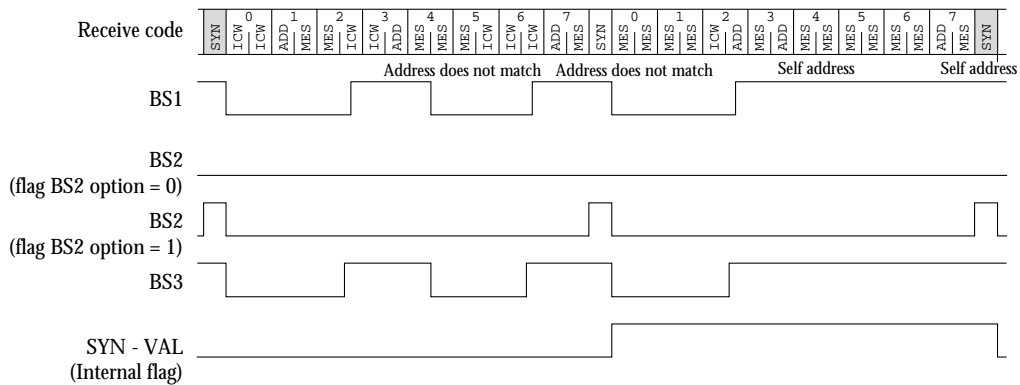 0 1 2 3 4 5 6 7 0 1 2 3 4 5 6 7
Receive code
SYN ICW ICW ADD MES MES ICW ICW ADD MES MES MES ICW ICW ICW ADD MES SYN MES MES MES MES ICW ADD MES ADD MES MES MES MES MES MES ADD MES SYN
Address does not match Address does not match Self address Self address
BS1
BS2
(flag BS2 option = 0)
BS2
(flag BS2 option = 1)
BS3
SYN - VAL
(Internal flag)